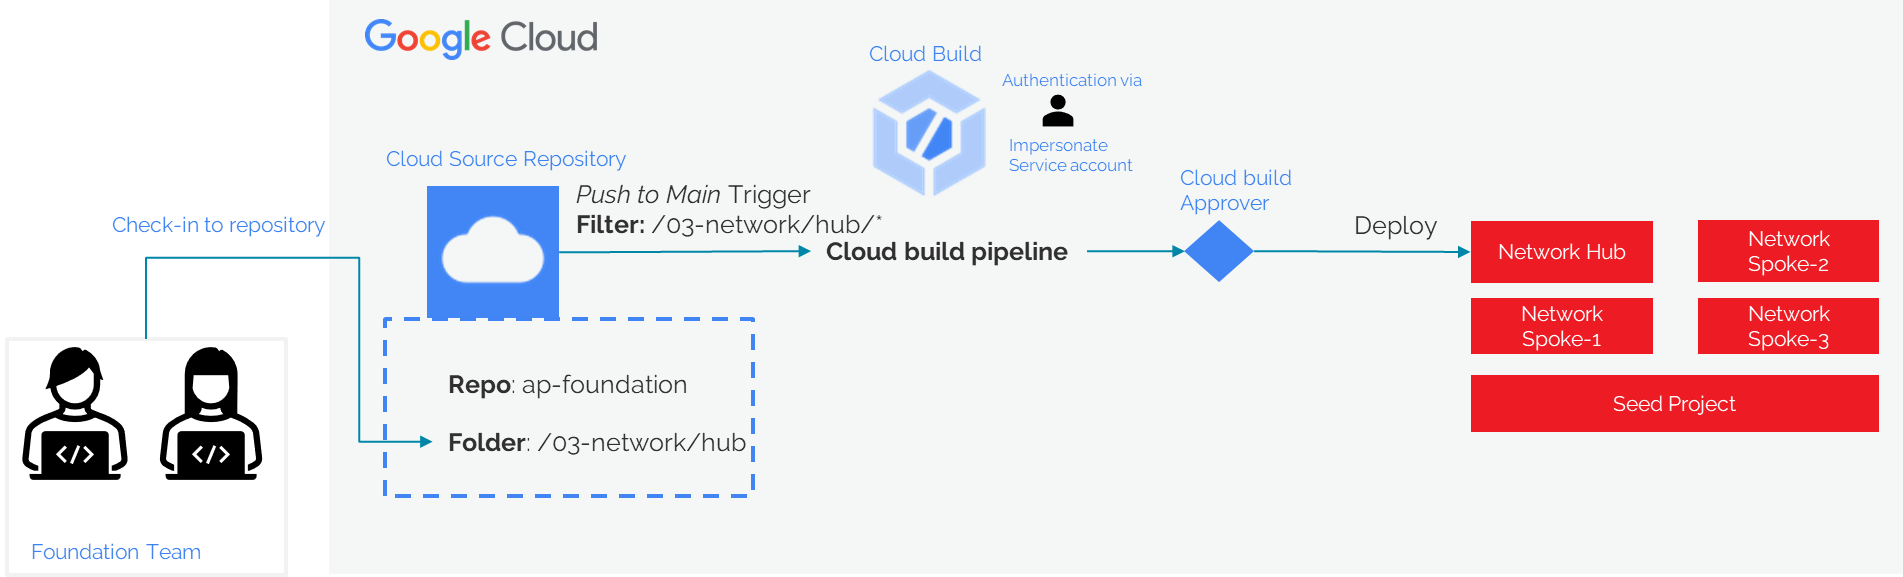 Google Cloud
Cloud Build
Authentication via
Impersonate
Service account
Cloud Source Repository
Push to Main Trigger
Filter: /03-network/hub/*
Cloud build pipeline
Cloud build
Approver
Deploy
Check-in to repository
Network Hub
Network
Spoke-2
Network
Spoke-1
Network
Spoke-3
Seed Project
Repo: ap-foundation
Folder: /03-network/hub
</>
</>
Foundation Team